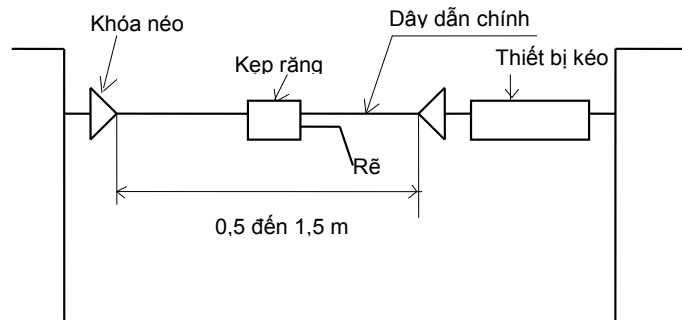 Khóa néo
Dây dẫn chính
Kẹp răng
Thiết bị kéo
Rẽ
0,5 đến 1,5 m